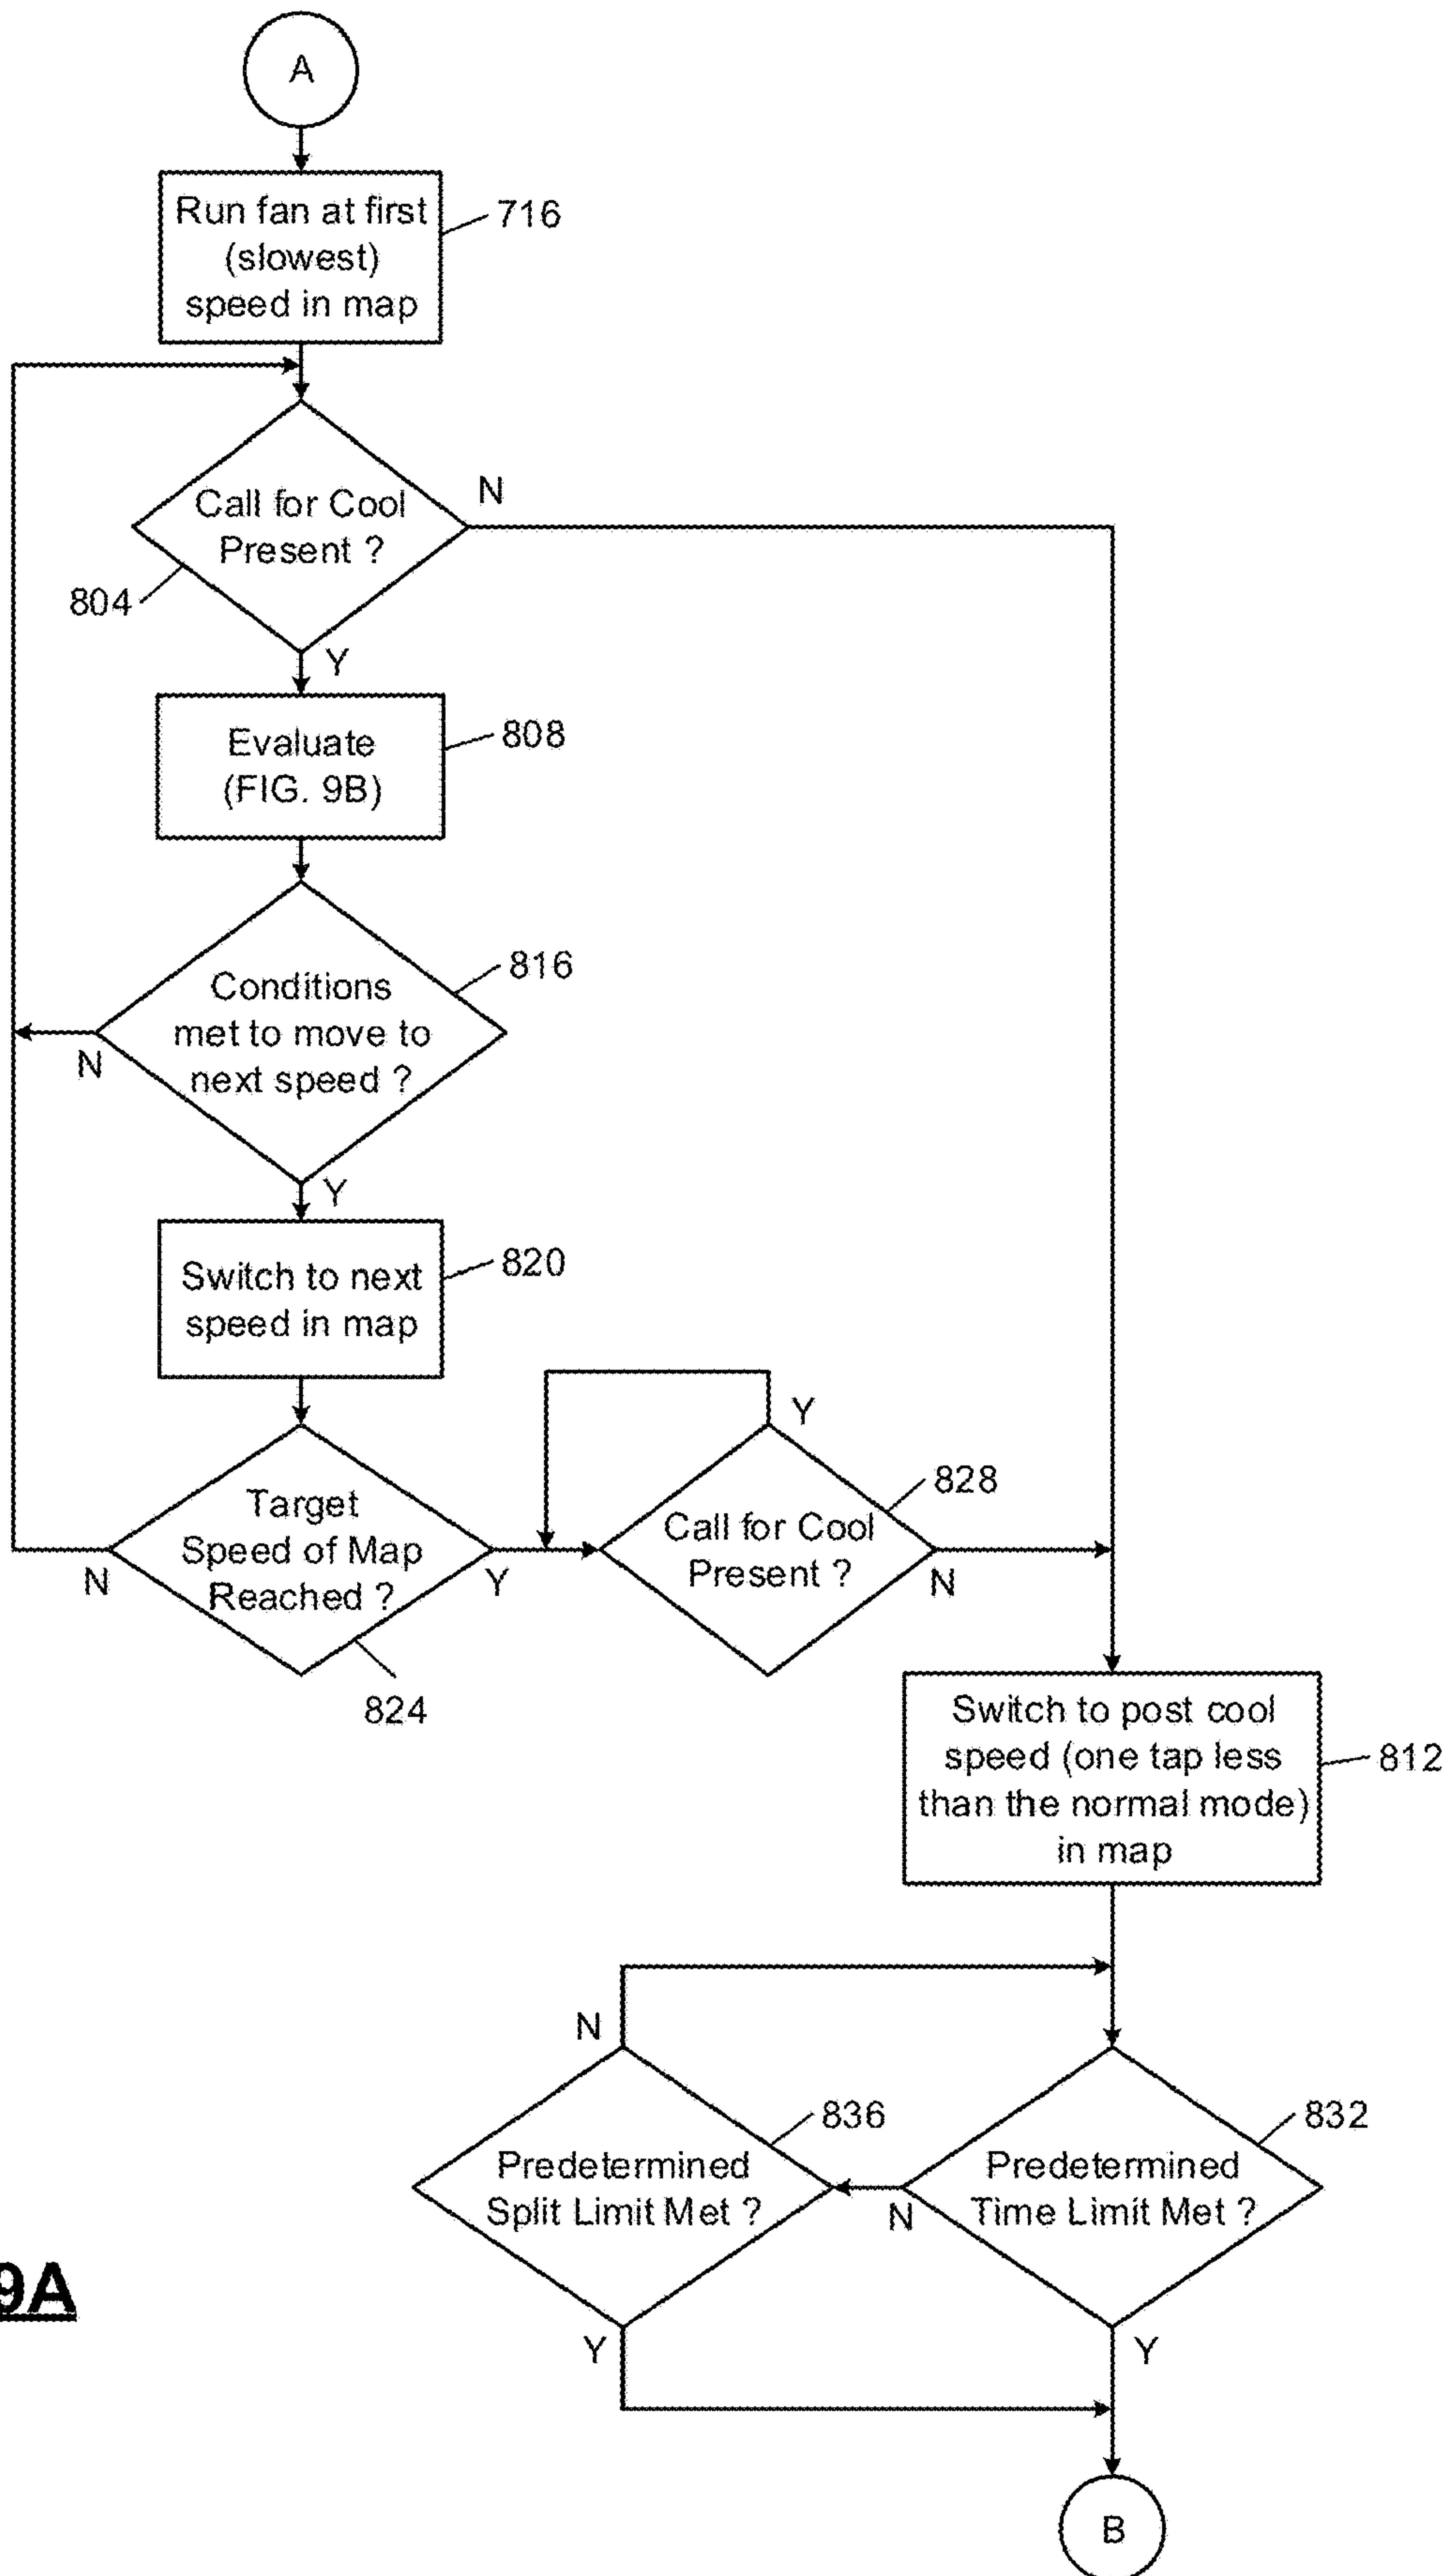 A
Run fan at first
(slowest)
speed in map
716
Call for Cool
Present ?
N
804
Y
Evaluate
(FIG. 9B)
808
Conditions
met to move to
next speed ?
816
N
Y
Switch to next
speed in map
820
Target
Speed of Map
Reached ?
N
Y
824
Y
Call for Cool
Present ?
828
N
Switch to post cool
speed (one tap less
than the normal mode)
in map
812
N
Predetermined
Split Limit Met ?
836
Y
Predetermined
Time Limit Met ?
832
N
Y
9A
B